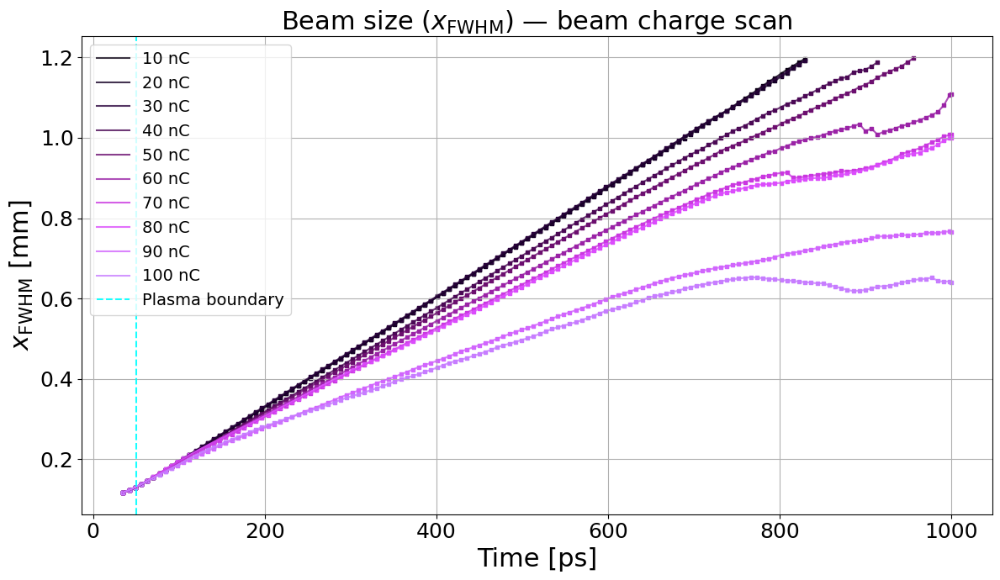 Beam size (x_FWHM) — beam charge scan
1.2
1.0
0.8
0.6
0.4
0.2
x_FWHM [mm]
10 nC
20 nC
30 nC
40 nC
50 nC
60 nC
70 nC
80 nC
90 nC
100 nC
Plasma boundary
0 200 400 600 800 1000
Time [ps]